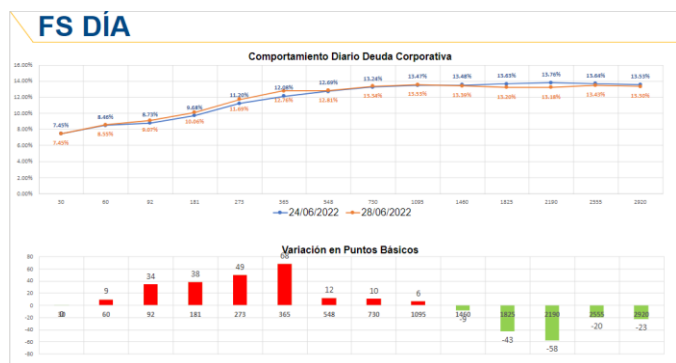 FS DÍA
Comportamiento Diario Deuda Corporativa
16.00%
14.00%
12.00%
10.00%
8.00%
6.00%
4.00%
2.00%
0.00%
7.45% 8.46% 8.73% 9.68% 11.20% 12.08% 12.69% 13.24% 13.47% 13.48% 13.63% 13.76% 13.64% 13.53%
7.45% 8.55% 9.07% 10.06% 11.69% 12.76% 12.81% 13.34% 13.53% 13.39% 13.20% 13.18% 13.43% 13.30%
30 60 92 181 273 365 548 730 1095 1460 1825 2190 2555 2920
24/06/2022 28/06/2022
Variación en Puntos Básicos
80
60
40
20
0
-20
-40
-60
-80
0 9 34 38 49 68 12 10 6 -9 -43 -58 -20 -23
30 60 92 181 273 365 548 730 1095 1460 1825 2190 2555 2920